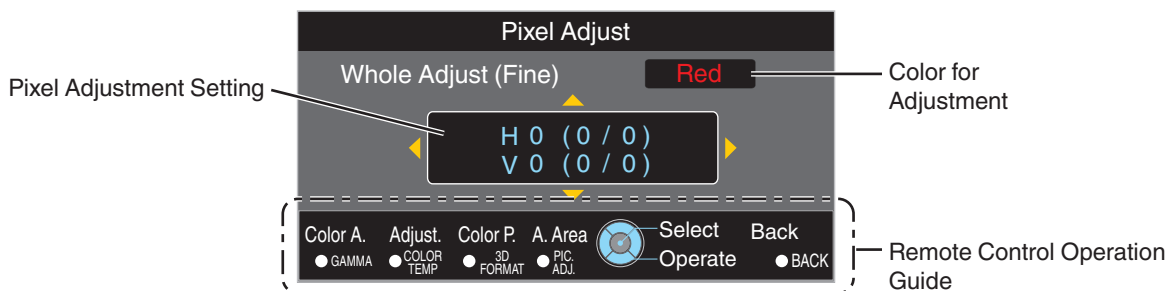 Pixel Adjust
Whole Adjust (Fine) Red
Pixel Adjustment Setting
Color for
Adjustment
H 0 (0 / 0)
V 0 (0 / 0)
Color A. Adjust. Color P. A. Area Select Back
GAMMA COLOR TEMP 3D FORMAT PIC. ADJ. Operate BACK
Remote Control Operation
Guide